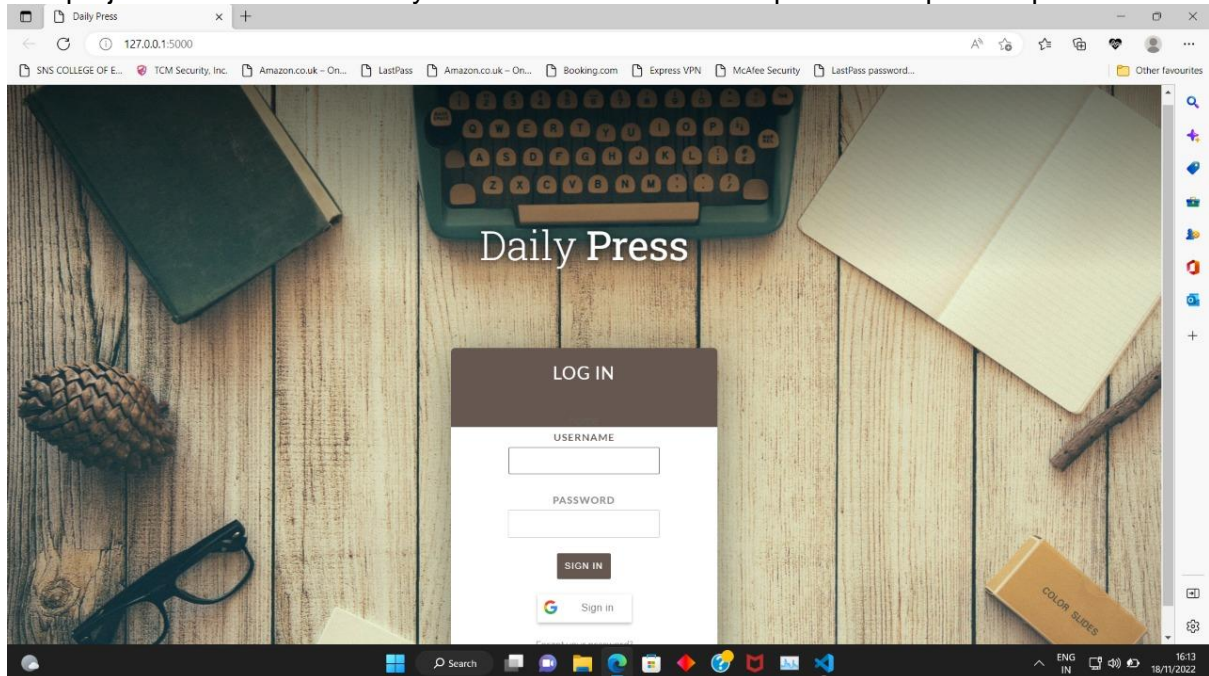 Daily Press
127.0.0.1:5000
SNS COLLEGE OF E... TCM Security, Inc. Amazon.co.uk – On... LastPass Amazon.co.uk – On... Booking.com Express VPN McAfee Security LastPass password... Other favourites
Q W E R T Y U I O P
A S D F G H J K L
Z X C V B N M
Daily Press
LOG IN
USERNAME
PASSWORD
SIGN IN
G Sign in
COLOR SLIDES
Search
ENG
IN
16:13
18/11/2022